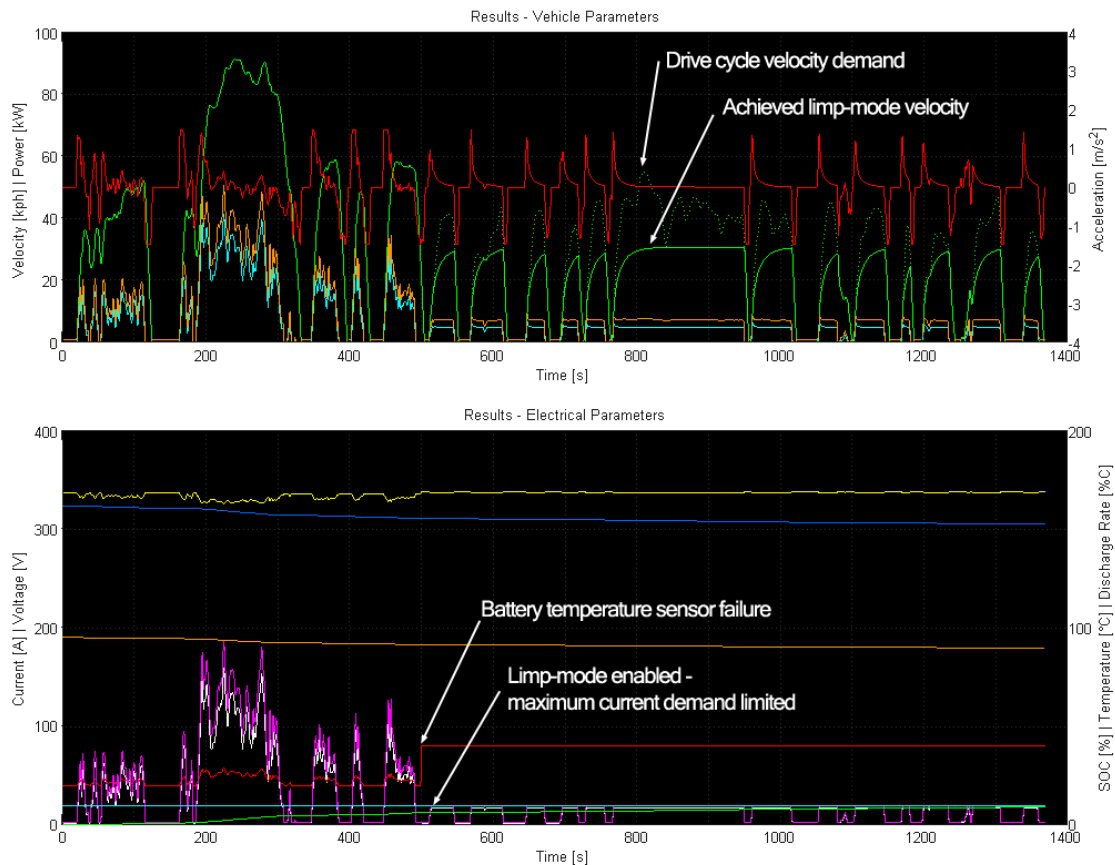 Results - Vehicle Parameters
100
80
60
40
20
0
Velocity [kph] | Power [kW]
4
3
2
1
0
-1
-2
-3
-4
Acceleration [m/s2]
Drive cycle velocity demand
Achieved limp-mode velocity
0 200 400 600 800 1000 1200 1400
Time [s]
Results - Electrical Parameters
400
300
200
100
0
Current [A] | Voltage [V]
200
100
0
SOC [%] | Temperature [°C] | Discharge Rate [%C]
Battery temperature sensor failure
Limp-mode enabled -
maximum current demand limited
0 200 400 600 800 1000 1200 1400
Time [s]